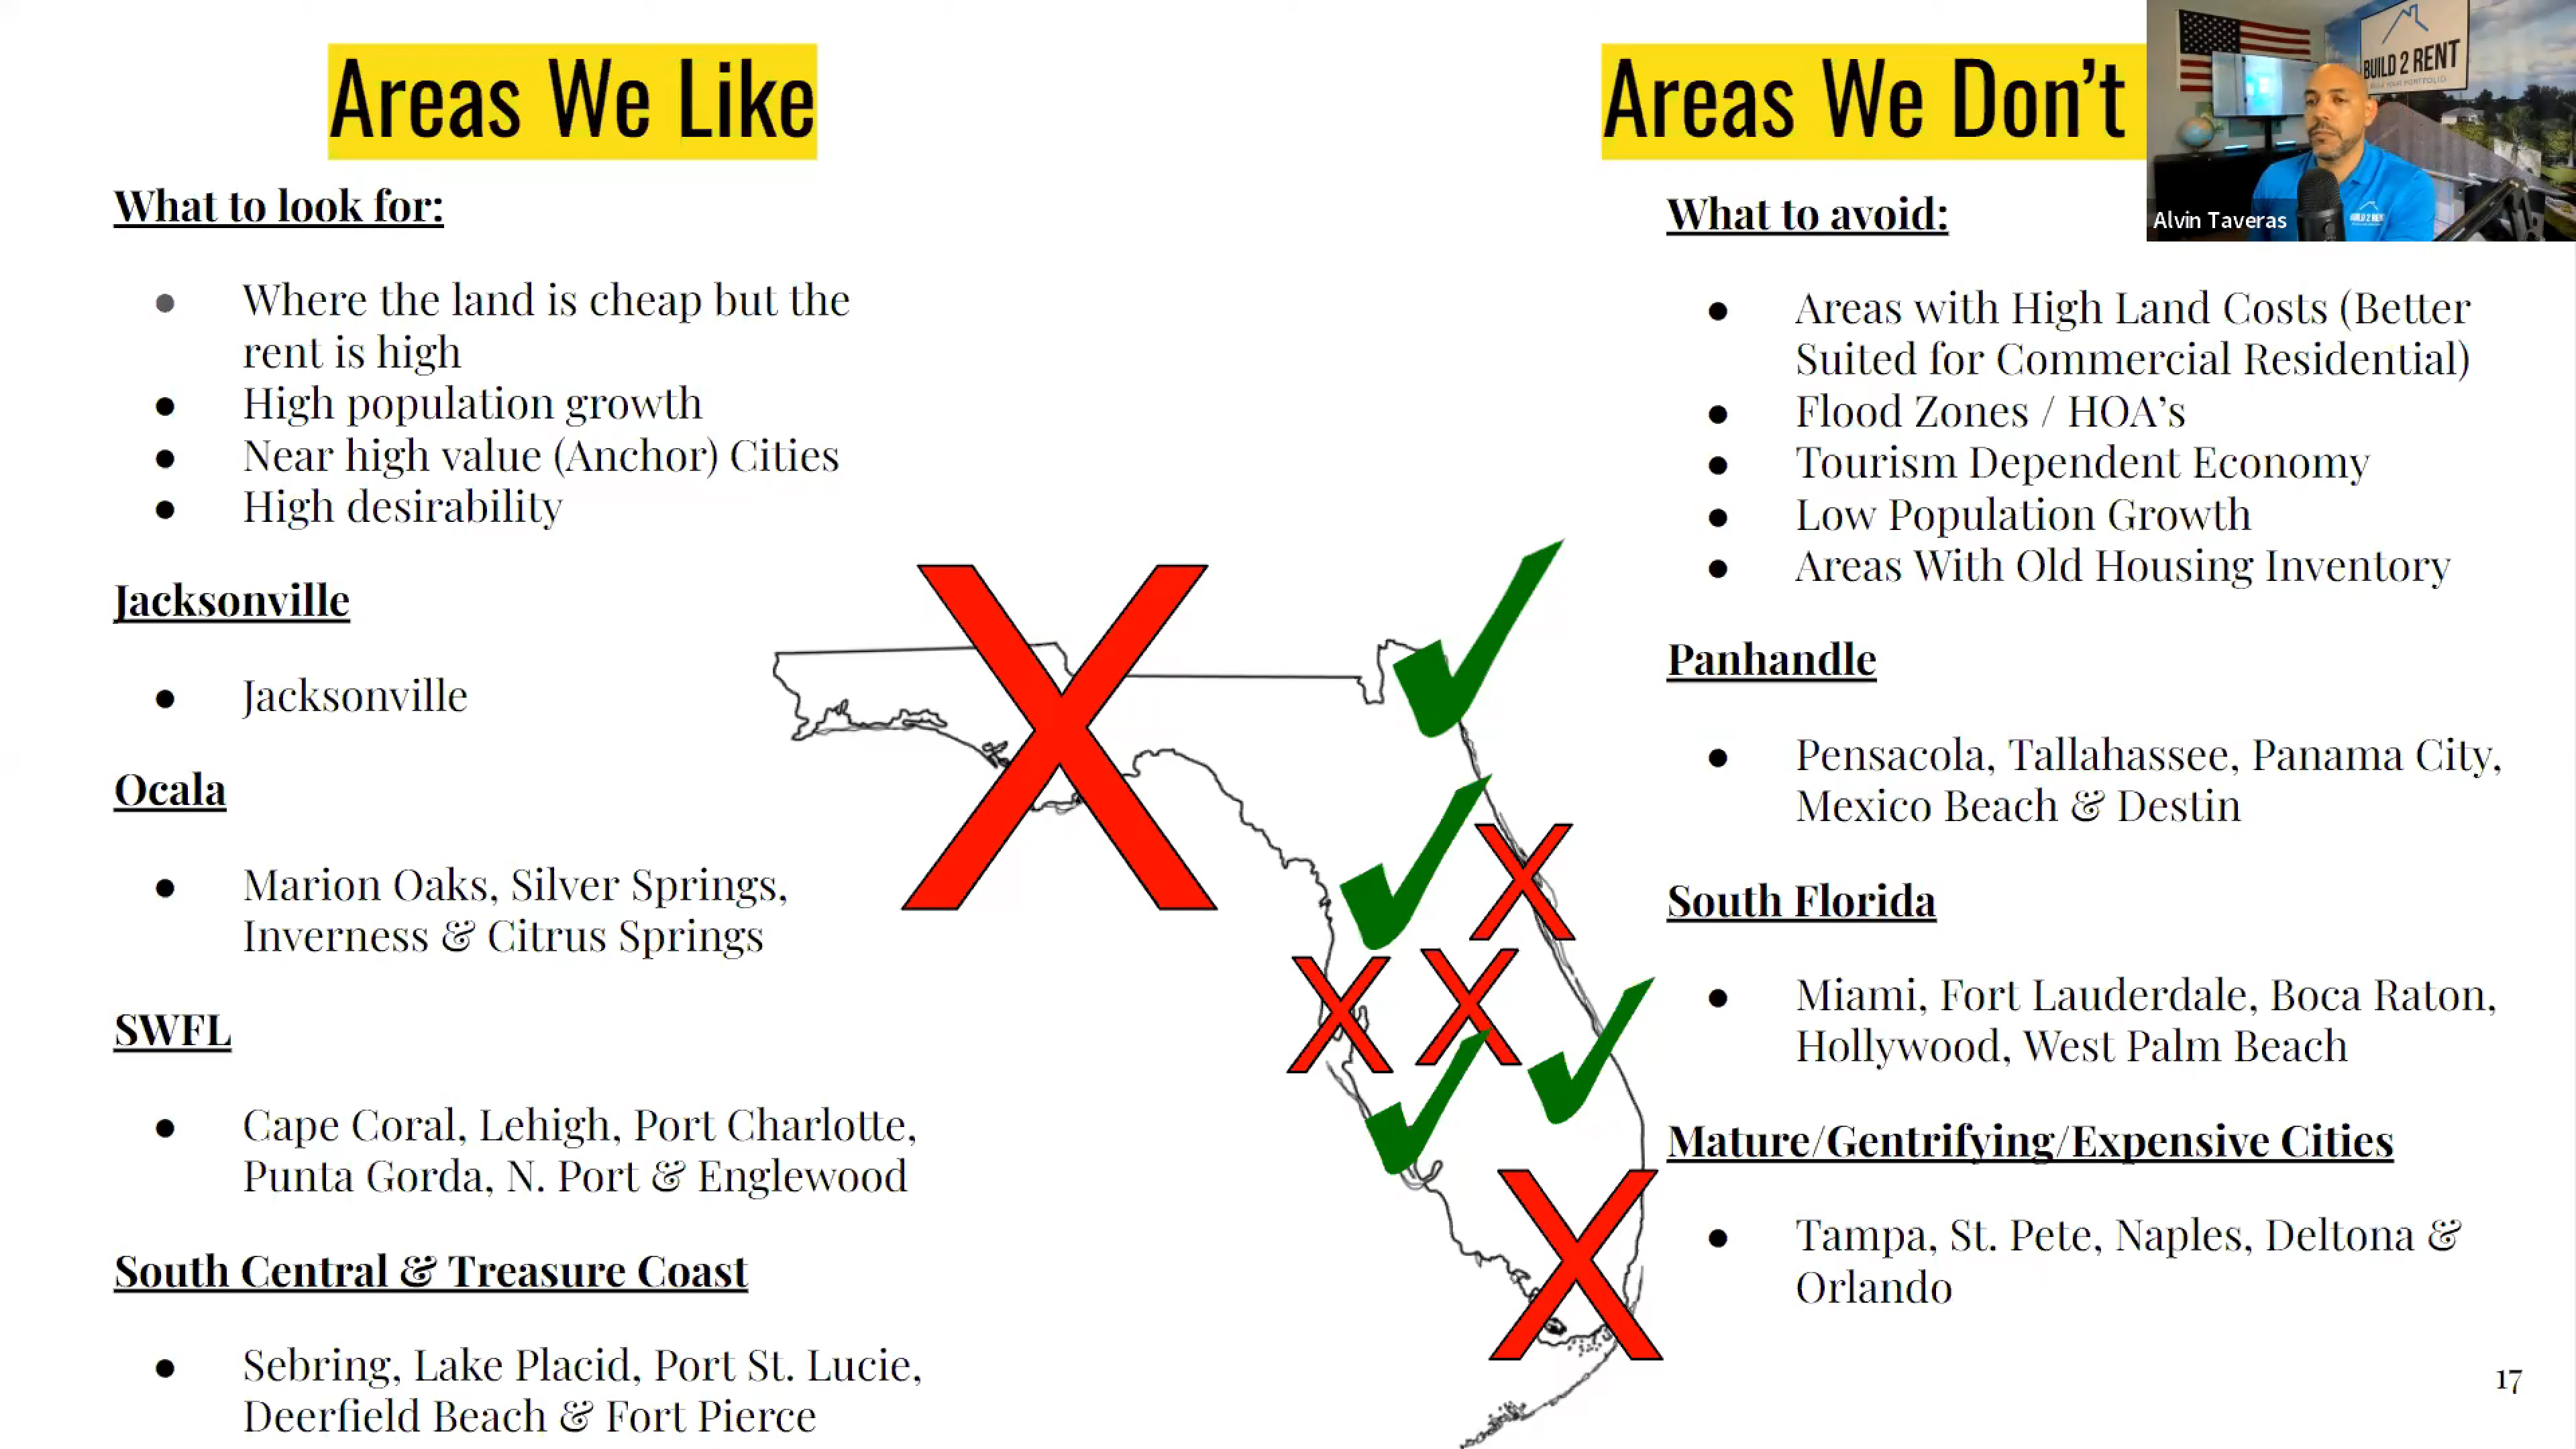 Areas We Like
What to look for:
Where the land is cheap but the
rent is high
High population growth
Near high value (Anchor) Cities
High desirability
Jacksonville
Jacksonville
Ocala
Marion Oaks, Silver Springs,
Inverness & Citrus Springs
SWFL
Cape Coral, Lehigh, Port Charlotte,
Punta Gorda, N. Port & Englewood
South Central & Treasure Coast
Sebring, Lake Placid, Port St. Lucie,
Deerfield Beach & Fort Pierce
Areas We Don't
What to avoid:
Areas with High Land Costs (Better
Suited for Commercial Residential)
Flood Zones / HOA's
Tourism Dependent Economy
Low Population Growth
Areas With Old Housing Inventory
Panhandle
Pensacola, Tallahassee, Panama City,
Mexico Beach & Destin
South Florida
Miami, Fort Lauderdale, Boca Raton,
Hollywood, West Palm Beach
Mature/Gentrifying/Expensive Cities
Tampa, St. Pete, Naples, Deltona &
Orlando
17
BUILD 2 RENT
Alvin Taveras
BUILD 2 RENT